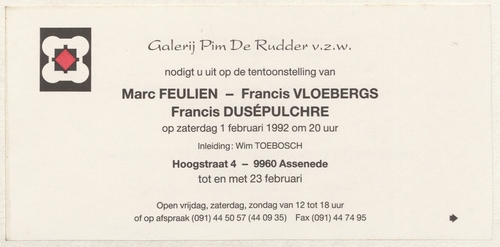 Galerij Pim De Rudder v.z.w.
nodigt u uit op de tentoonstelling van
Marc FEULIEN – Francis VLOEBERGS
Francis DUSÉPULCHRE
op zaterdag 1 februari 1992 om 20 uur
Inleiding: Wim TOEBOSCH
Hoogstraat 4 – 9960 Assenede
tot en met 23 februari
Open vrijdag, zaterdag, zondag van 12 tot 18 uur
of op afspraak (091) 44 50 57 (44 09 35) Fax (091) 44 74 95